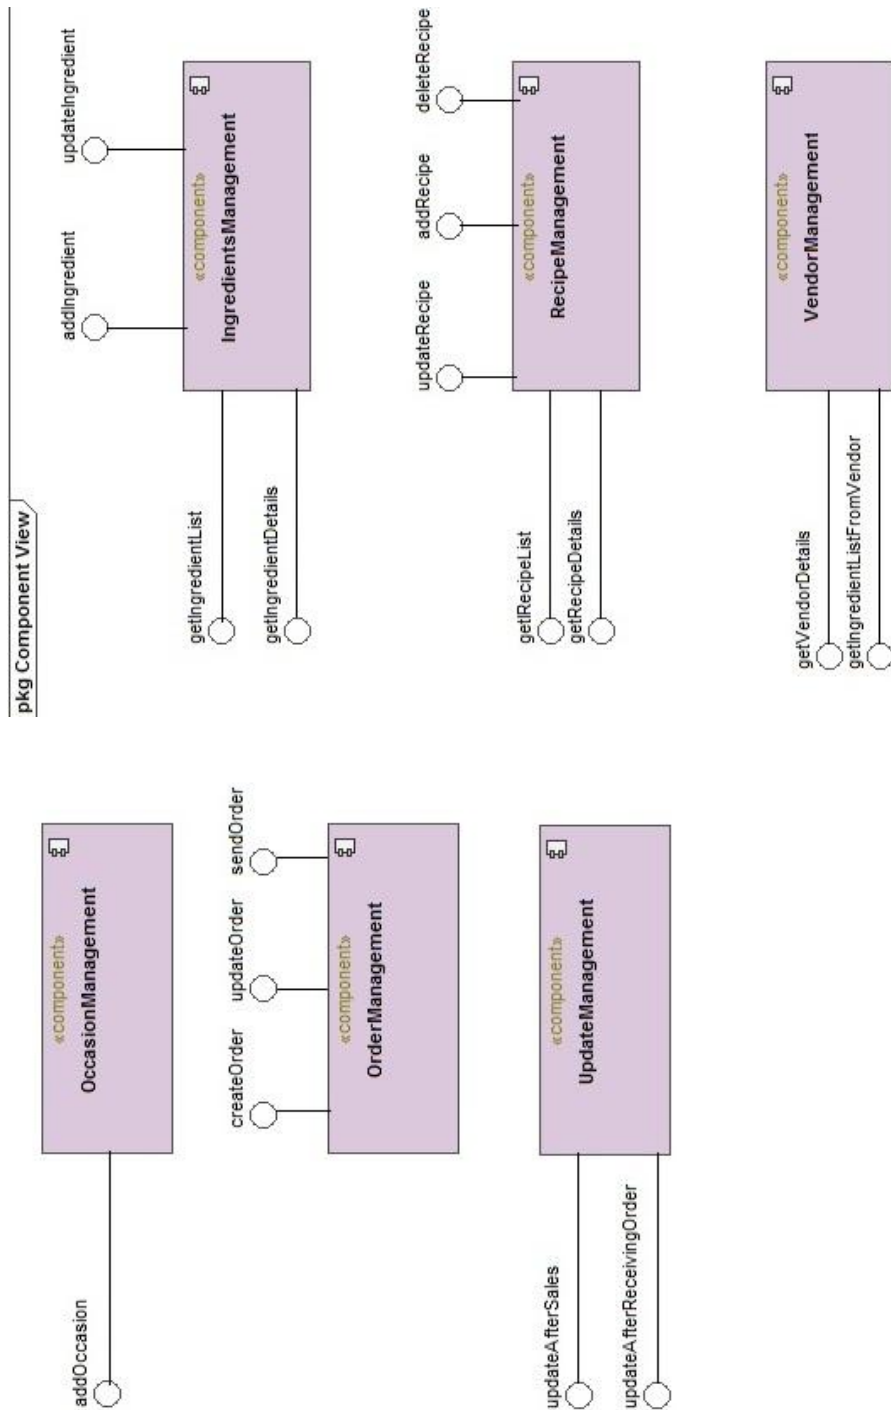 pkg Component View
addIngredient
updateIngredient
«component»
IngredientsManagement
getIngredientList
getIngredientDetails
updateRecipe
addRecipe
deleteRecipe
«component»
RecipeManagement
getIRecipeList
getRecipeDetails
«component»
VendorManagement
getVendorDetails
getIngredientListFromVendor
«component»
OccasionManagement
addOccasion
createOrder
updateOrder
sendOrder
«component»
OrderManagement
«component»
UpdateManagement
updateAfterSales
updateAfterReceivingOrder